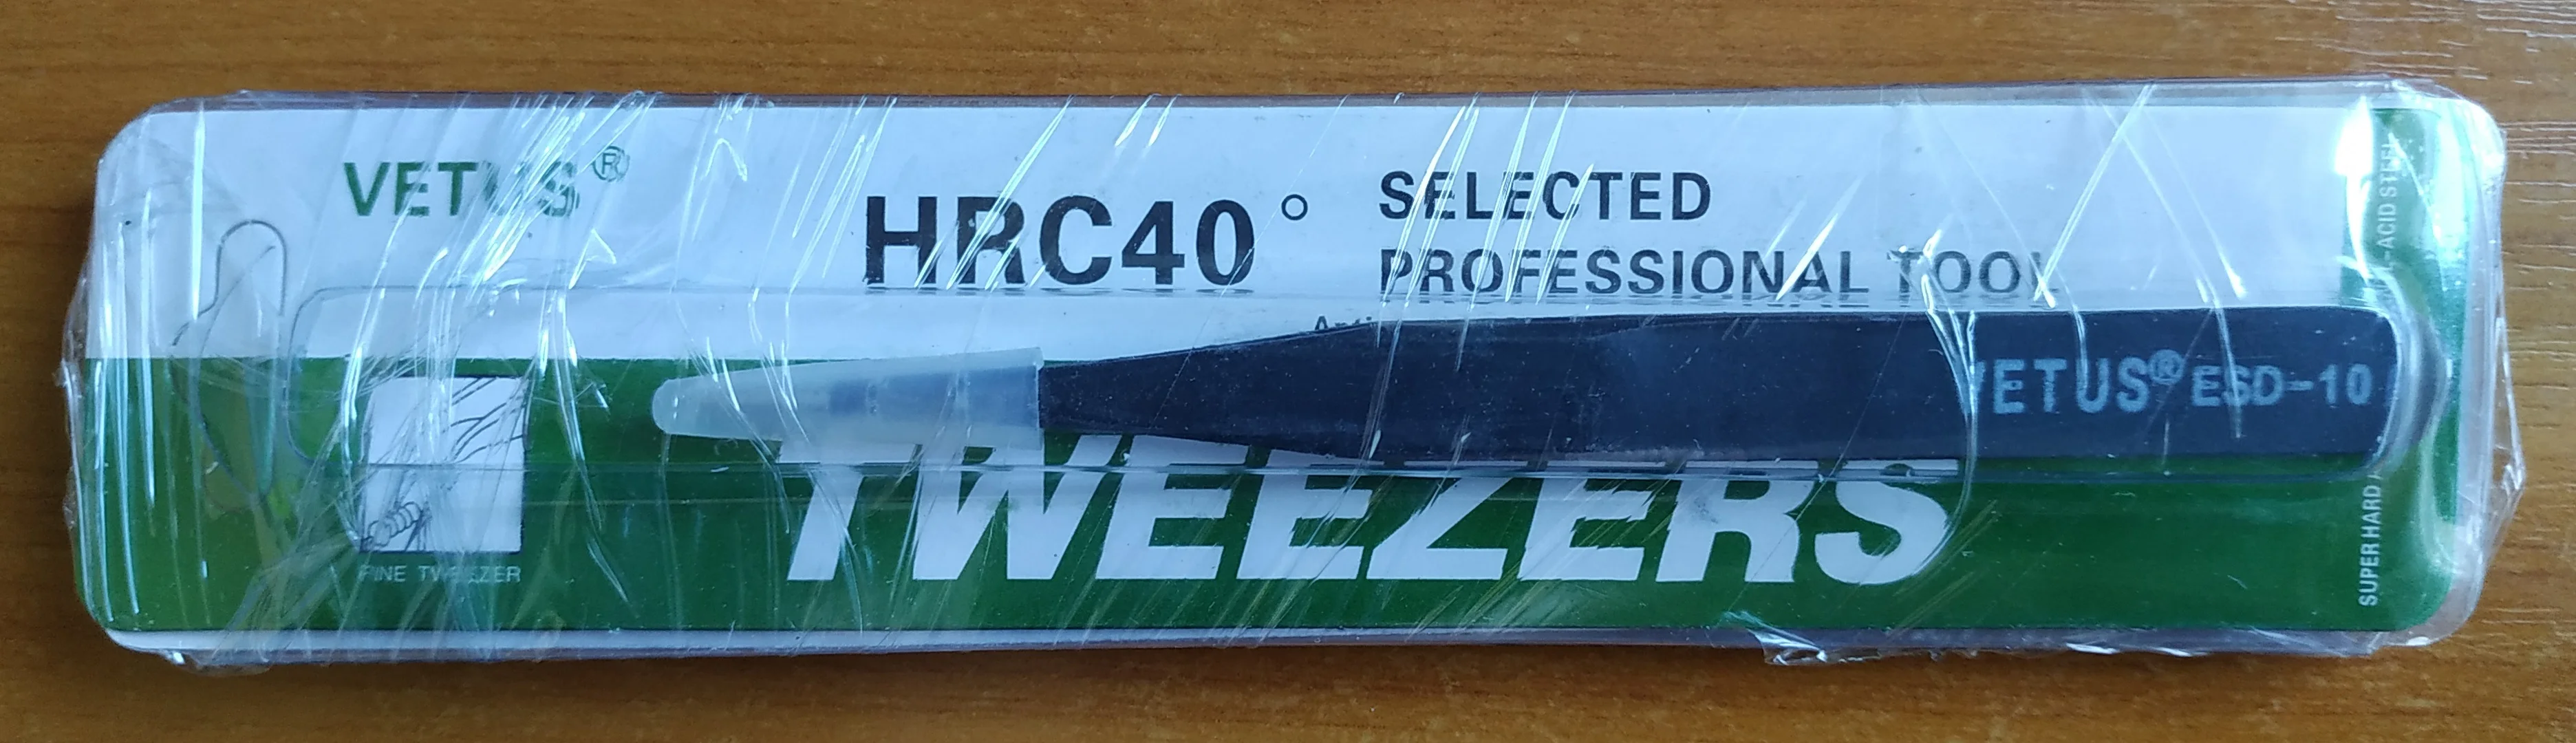 VETUS®
HRC40°
SELECTED
PROFESSIONAL TOOL
VETUS® ESD-10
TWEEZERS
FINE TWEEZER
SUPER HARD
ACID STEEL